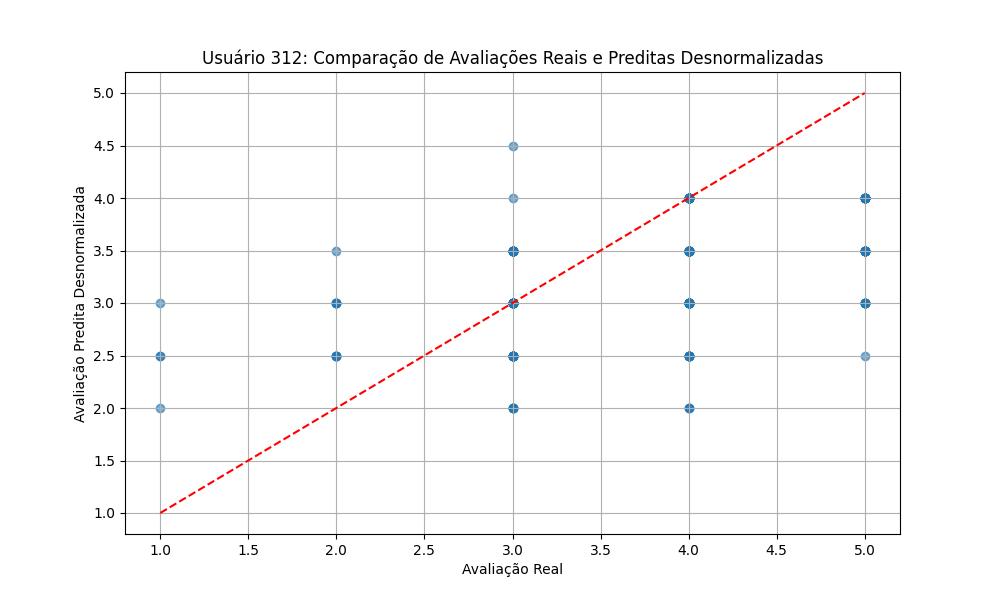 Usuário 312: Comparação de Avaliações Reais e Preditas Desnormalizadas
Avaliação Predita Desnormalizada
5.0
4.5
4.0
3.5
3.0
2.5
2.0
1.5
1.0
1.0 1.5 2.0 2.5 3.0 3.5 4.0 4.5 5.0
Avaliação Real